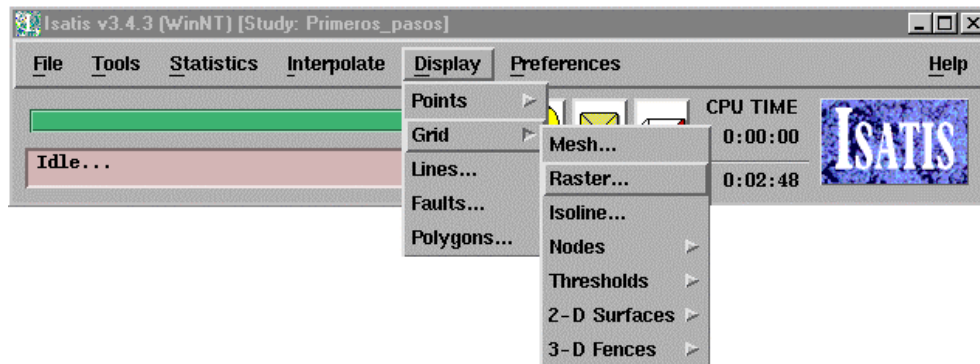 Isatis v3.4.3 (WinNT) [Study: Primeros_pasos]
File Tools Statistics Interpolate Display Preferences Help
Points
Grid
Lines...
Faults...
Polygons...
Mesh...
Raster...
Isoline...
Nodes
Thresholds
2-D Surfaces
3-D Fences
Idle...
CPU TIME
0:00:00
0:02:48
ISATIS